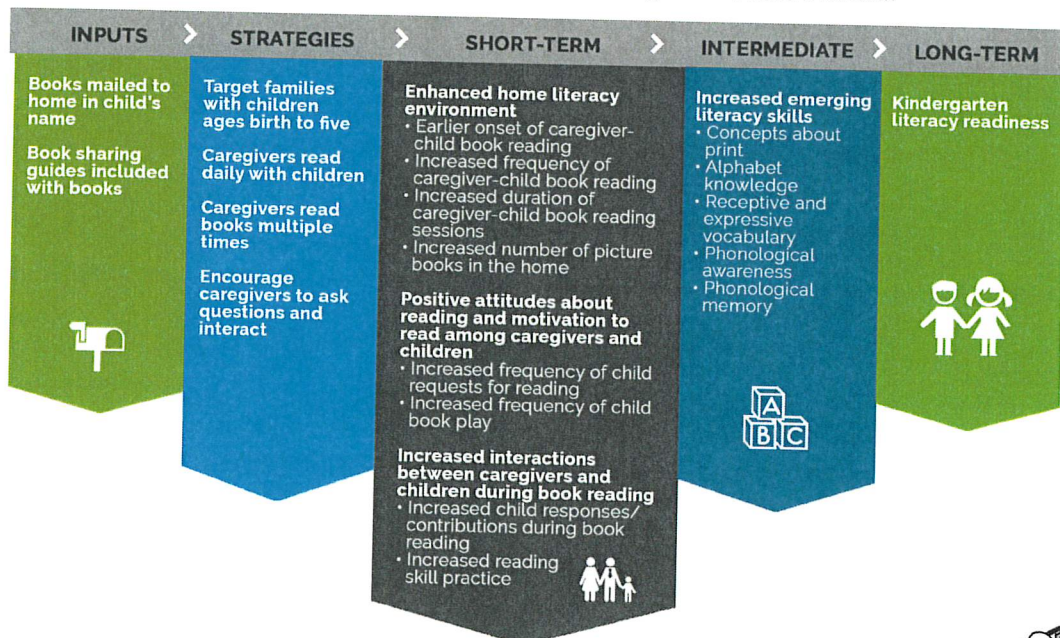 INPUTS
STRATEGIES
SHORT-TERM
INTERMEDIATE
LONG-TERM
Books mailed to
home in child's
name
Book sharing
guides included
with books
Target families
with children
ages birth to five
Caregivers read
daily with children
Caregivers read
books multiple
times
Encourage
caregivers to ask
questions and
interact
Enhanced home literacy
environment
• Earlier onset of caregiver-
child book reading
• Increased frequency of
caregiver-child book reading
• Increased duration of
caregiver-child book reading
sessions
• Increased number of picture
books in the home
Positive attitudes about
reading and motivation to
read among caregivers and
children
• Increased frequency of child
requests for reading
• Increased frequency of child
book play
Increased interactions
between caregivers and
children during book reading
• Increased child responses/
contributions during book
reading
• Increased reading
skill practice
Increased emerging
literacy skills
• Concepts about
print
• Alphabet
knowledge
• Receptive and
expressive
vocabulary
• Phonological
awareness
• Phonological
memory
A
B C
Kindergarten
literacy readiness